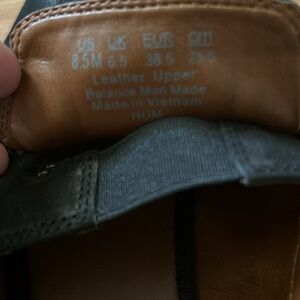 US UK EUR CM
8.5M 6.5 38.5 25.5
Leather Upper
Balance Man Made
Made in Vietnam
HUM